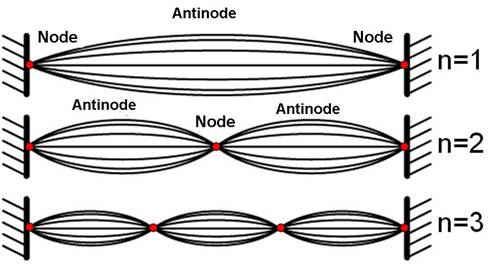 Antinode
Node Node
n=1
Antinode Antinode
Node
n=2
n=3